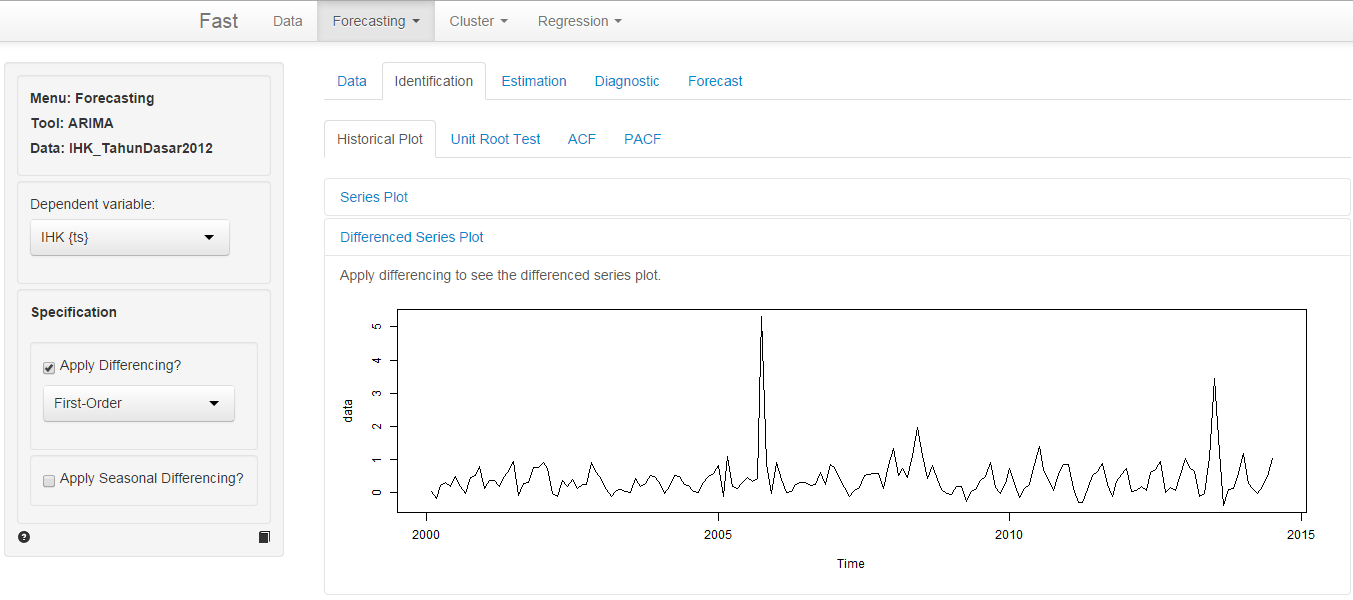 Fast Data Forecasting Cluster Regression
Menu: Forecasting
Tool: ARIMA
Data: IHK_TahunDasar2012
Dependent variable:
IHK {ts}
Specification
Apply Differencing?
First-Order
Apply Seasonal Differencing?
?
Data Identification Estimation Diagnostic Forecast
Historical Plot Unit Root Test ACF PACF
Series Plot
Differenced Series Plot
Apply differencing to see the differenced series plot.
5
4
3
2
1
0
data
2000 2005 2010 2015
Time